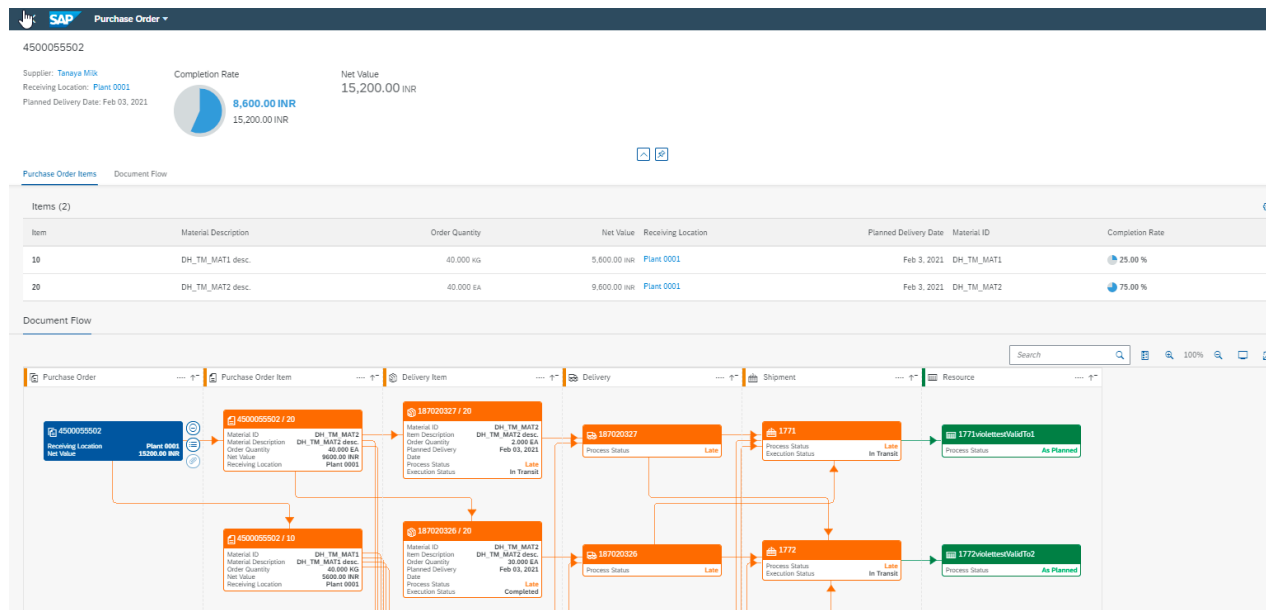 SAP Purchase Order
4500055502
Supplier: Tanaya Milk
Receiving Location: Plant 0001
Planned Delivery Date: Feb 03, 2021
Completion Rate
8,600.00 INR
15,200.00 INR
Net Value
15,200.00 INR
Purchase Order Items Document Flow
Items (2)
Item Material Description Order Quantity Net Value Receiving Location Planned Delivery Date Material ID Completion Rate
10 DH_TM_MAT1 desc. 40.000 KG 5,600.00 INR Plant 0001 Feb 3, 2021 DH_TM_MAT1 25.00 %
20 DH_TM_MAT2 desc. 40.000 EA 9,600.00 INR Plant 0001 Feb 3, 2021 DH_TM_MAT2 75.00 %
Document Flow
Search 100%
Purchase Order Purchase Order Item Delivery Item Delivery Shipment Resource
4500055502
Receiving Location Plant 0001
Net Value 15200.00 INR
4500055502 / 20
Material ID DH_TM_MAT2
Material Description DH_TM_MAT2 desc.
Order Quantity 40.000 EA
Net Value 9600.00 INR
Receiving Location Plant 0001
187020327 / 20
Material ID DH_TM_MAT2
Item Description DH_TM_MAT2 desc.
Order Quantity 2.000 EA
Planned Delivery Feb 03, 2021
Date
Process Status Late
Execution Status In Transit
187020327
Process Status Late
1771
Process Status Late
Execution Status In Transit
1771violettestValidTo1
Process Status As Planned
4500055502 / 10
Material ID DH_TM_MAT1
Material Description DH_TM_MAT1 desc.
Order Quantity 40.000 KG
Net Value 5600.00 INR
Receiving Location Plant 0001
187020326 / 20
Material ID DH_TM_MAT2
Item Description DH_TM_MAT2 desc.
Order Quantity 30.000 EA
Planned Delivery Feb 03, 2021
Date
Process Status Late
Execution Status Completed
187020326
Process Status Late
1772
Process Status Late
Execution Status In Transit
1772violettestValidTo2
Process Status As Planned